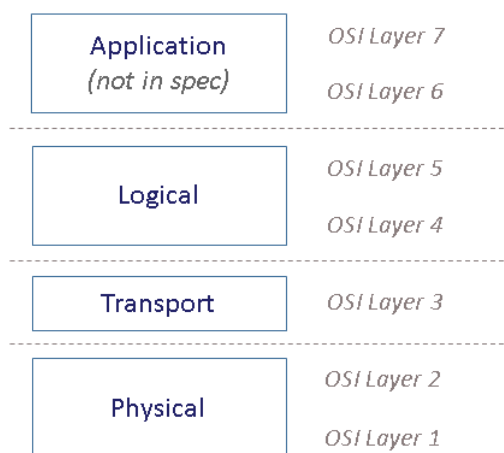 Application
(not in spec)
OSI Layer 7
OSI Layer 6
Logical
OSI Layer 5
OSI Layer 4
Transport
OSI Layer 3
Physical
OSI Layer 2
OSI Layer 1